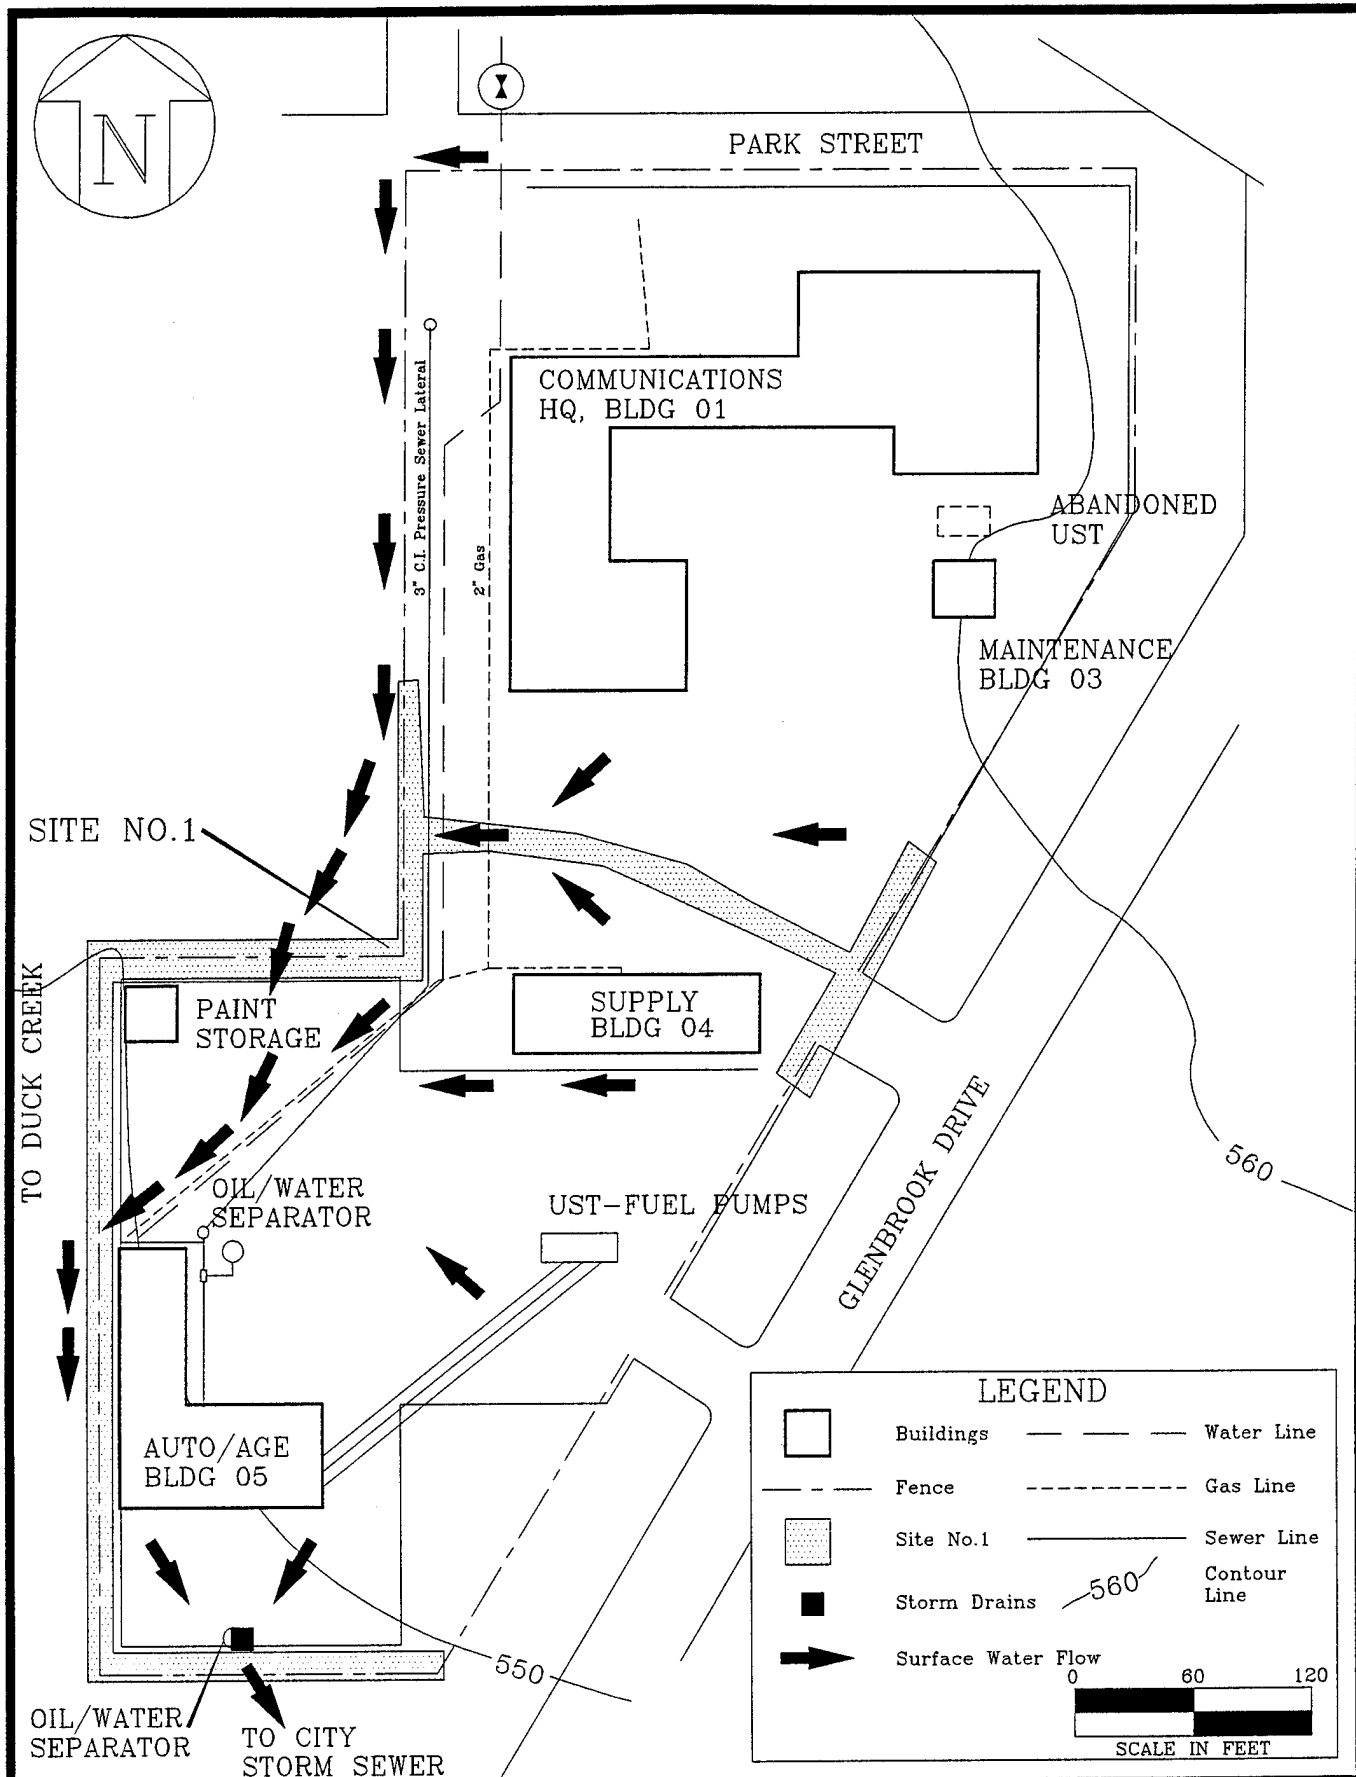 N
PARK STREET
COMMUNICATIONS
HQ, BLDG 01
3" C.I. Pressure Sewer Lateral
2" Gas
ABANDONED
UST
MAINTENANCE
BLDG 03
SITE NO.1
PAINT
STORAGE
SUPPLY
BLDG 04
TO DUCK CREEK
OIL/WATER
SEPARATOR
UST-FUEL PUMPS
GLENBROOK DRIVE
560
AUTO/AGE
BLDG 05
550
OIL/WATER
SEPARATOR
TO CITY
STORM SEWER
LEGEND
Buildings
Water Line
Fence
Gas Line
Site No.1
Sewer Line
Storm Drains
560
Contour
Line
Surface Water Flow
0 60 120
SCALE IN FEET